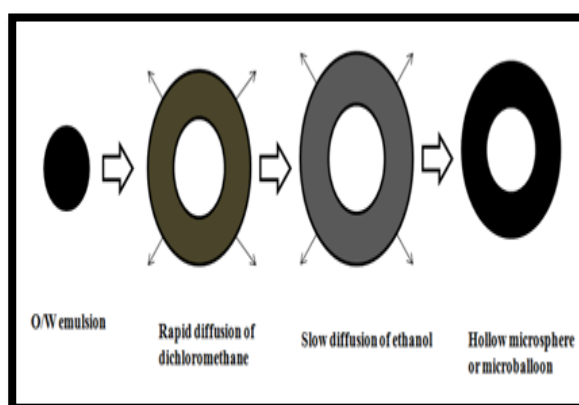 O/W emulsion
Rapid diffusion of
dichloromethane
Slow diffusion of ethanol
Hollow microsphere
or microballoon